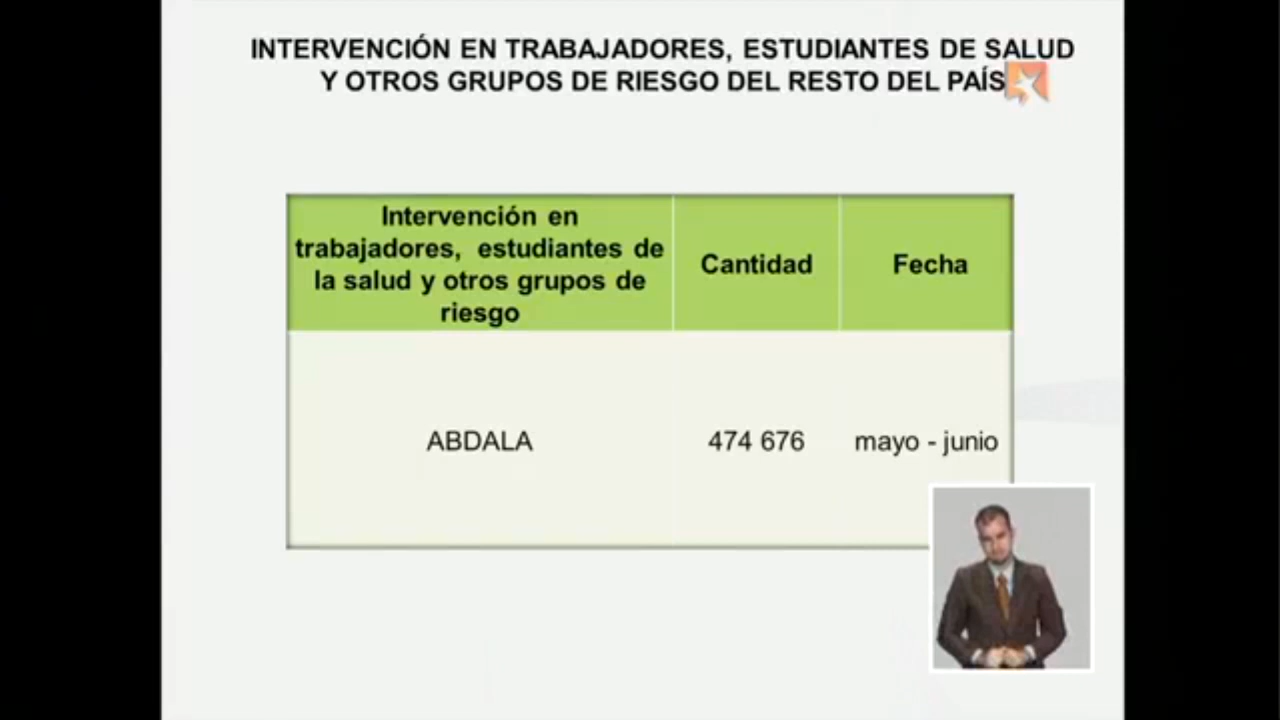 INTERVENCIÓN EN TRABAJADORES, ESTUDIANTES DE SALUD
Y OTROS GRUPOS DE RIESGO DEL RESTO DEL PAÍS
Intervención en
trabajadores, estudiantes de
la salud y otros grupos de
riesgo
Cantidad
Fecha
ABDALA
474 676
mayo - junio